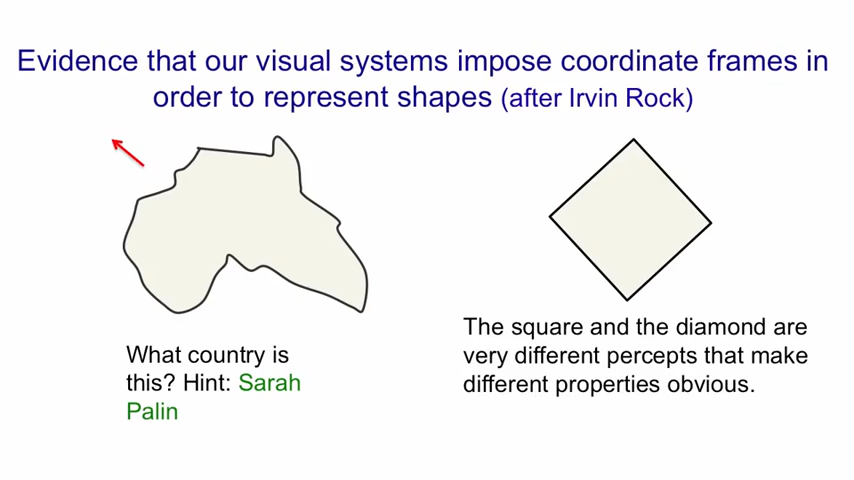 Evidence that our visual systems impose coordinate frames in
order to represent shapes (after Irvin Rock)
What country is
this? Hint: Sarah
Palin
The square and the diamond are
very different percepts that make
different properties obvious.